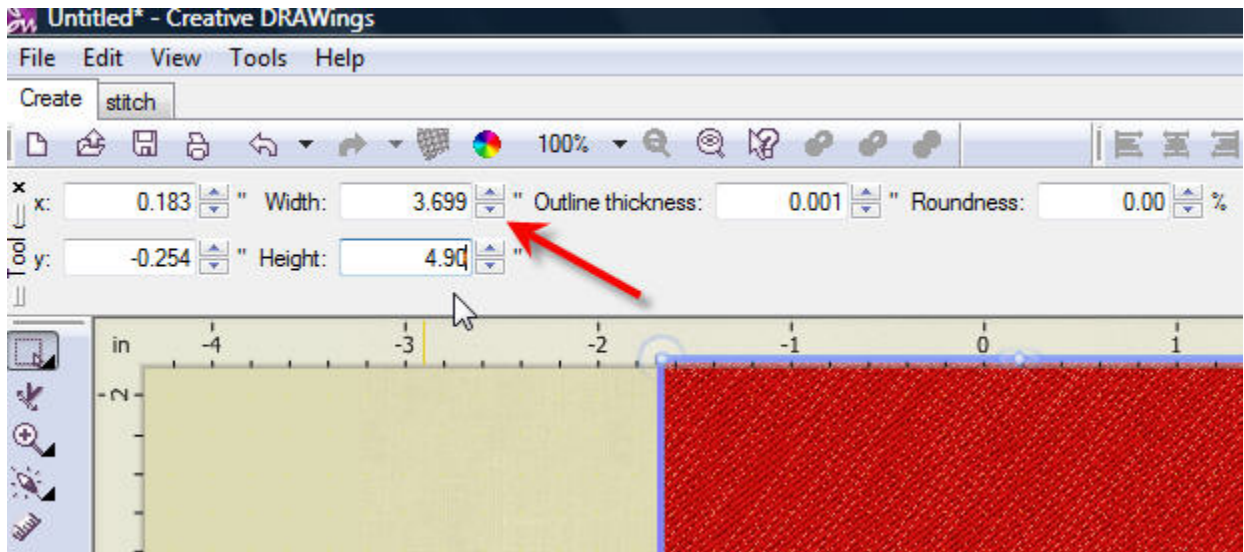 Untitled* - Creative DRAWings
File Edit View Tools Help
Create stitch
100%
x: 0.183 " Width: 3.699 " Outline thickness: 0.001 " Roundness: 0.00 %
Tool
y: -0.254 " Height: 4.90 "
in -4 -3 -2 -1 0 1
-2